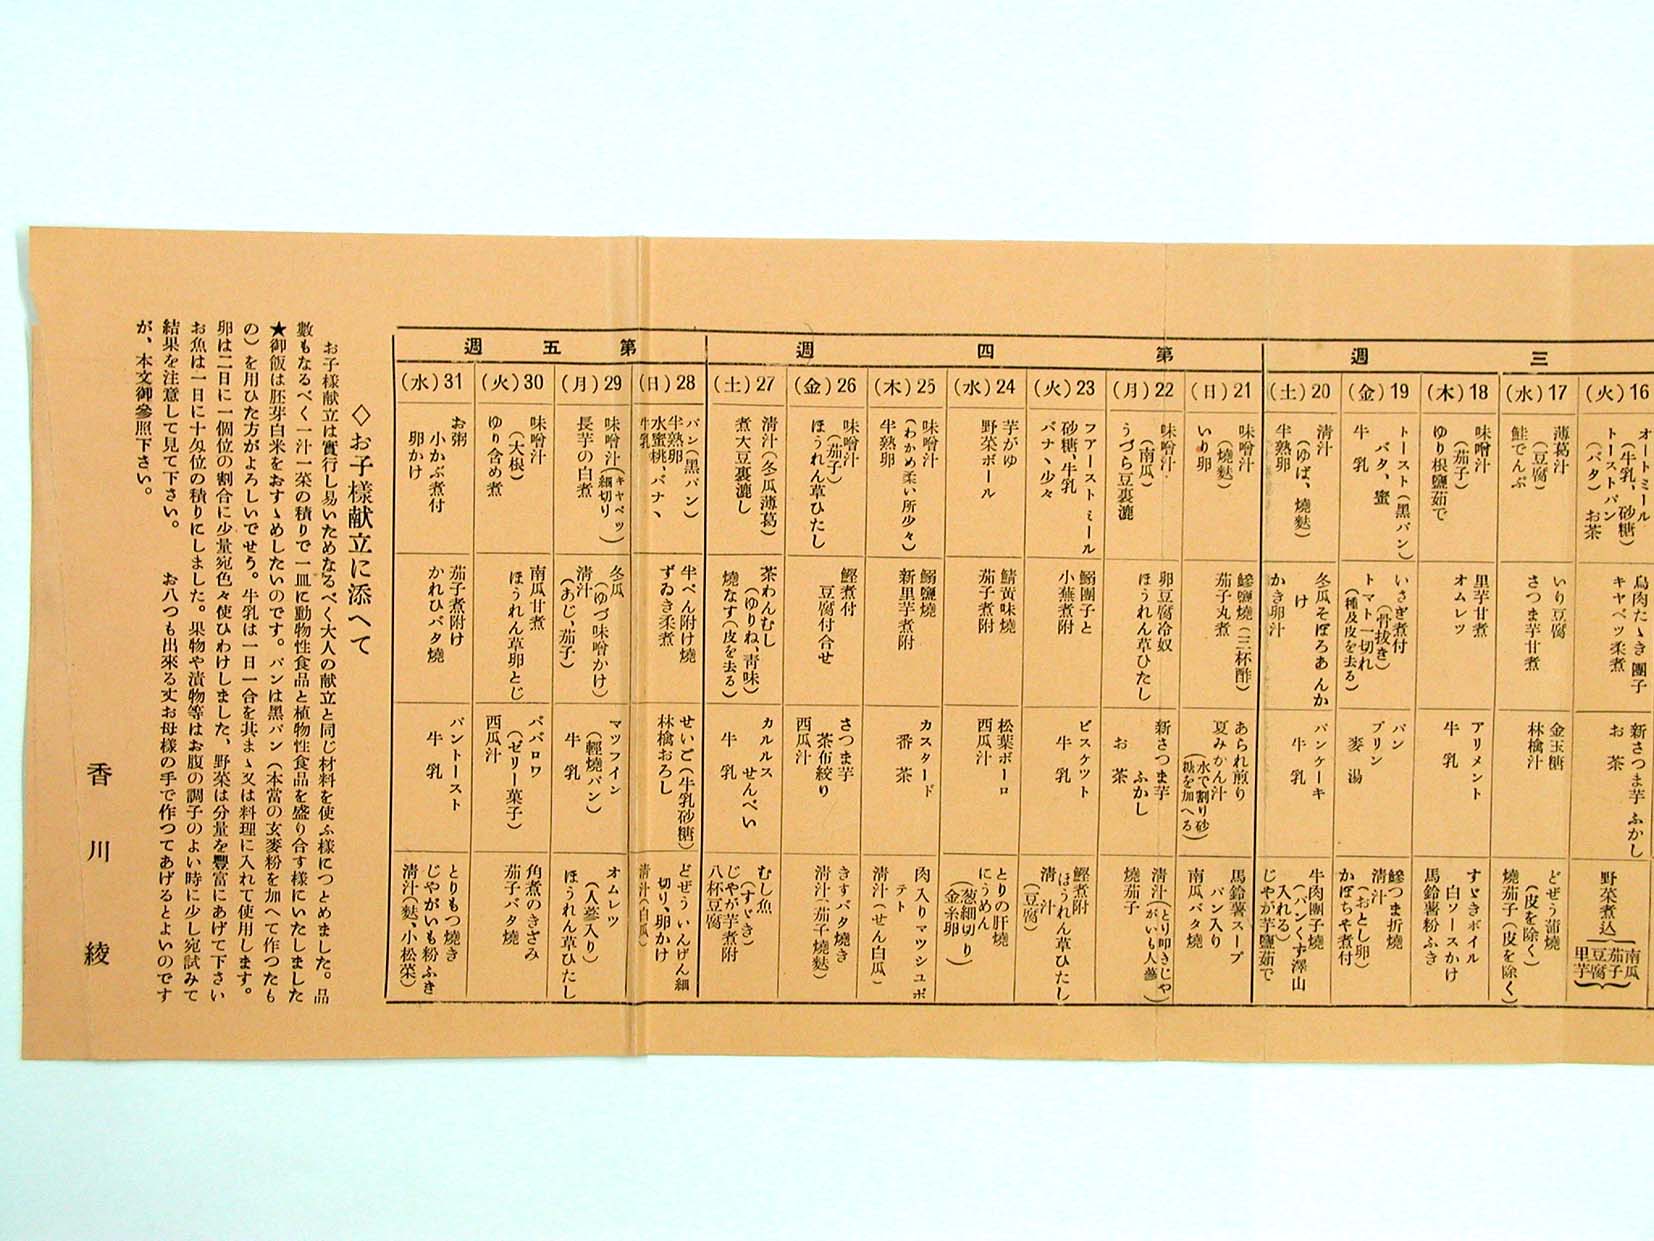 第三週
16(火)
オートミール
(牛乳、砂糖)
トーストパン
(バタ)お茶
鳥肉たゝき團子
キヤベツ柔煮
新さつま芋ふかし
お茶
野菜煮込
南瓜
茄子
豆腐
里芋
17(水)
薄葛汁
(豆腐)
鮭でんぶ
いり豆腐
さつま芋甘煮
金玉糖
林檎汁
どぜう蒲燒
(皮を除く)
燒茄子(皮を除く)
18(木)
味噌汁
(茄子)
ゆり根鹽茹で
里芋甘煮
オムレツ
アリメント
牛乳
すゞきボイル
白ソースかけ
馬鈴薯粉ふき
19(金)
トースト(黑パン)
バタ、蜜
牛乳
いさぎ煮付
(骨抜き)
トマト一切れ
(種及皮を去る)
パン
プリン
麥湯
鰺つま折燒
淸汁
(おとし卵)
かぼちや煮付
20(土)
淸汁
(ゆば、燒麩)
半熟卵
冬瓜そぼろあんか
け
かき卵汁
パンケーキ
牛乳
牛肉團子燒
(パンくず澤山
入れる)
じやが芋鹽茹で
第四週
21(日)
味噌汁
(燒麩)
いり卵
鰺鹽燒(三杯酢)
茄子丸煮
あられ煎り
夏みかん汁
(水で割り砂
糖を加へる)
馬鈴薯スープ
パン入り
南瓜バタ燒
22(月)
味噌汁
(南瓜)
うづら豆裏漉
卵豆腐冷奴
ほうれん草ひたし
新さつま芋
ふかし
お茶
淸汁(とり叩きじや
がいも人蔘)
燒茄子
23(火)
フアーストミール
砂糖、牛乳
バナヽ少々
鰯團子と
小蕪煮付
ビスケツト
牛乳
鰹煮附
ほうれん草ひたし
淸汁
(豆腐)
24(水)
芋がゆ
野菜ボール
鯖黃味燒
茄子煮附
松葉ボーロ
西瓜汁
とりの肝燒
にうめん
(葱細切り
金糸卵)
25(木)
味噌汁
(わかめ柔い所少々)
半熟卵
鰯鹽燒
新里芋煮附
カスタード
番茶
肉入りマツシユポ
テト
淸汁(せん白瓜)
26(金)
味噌汁
(茄子)
ほうれん草ひたし
鰹煮付
豆腐付合せ
さつま芋
茶布絞り
西瓜汁
きすバタ燒き
淸汁(茄子燒麩)
27(土)
淸汁(冬瓜薄葛)
煮大豆裏漉し
茶わんむし
(ゆりね、靑味)
燒なす(皮を去る)
カルルス
せんべい
牛乳
むし魚
(すゞき)
じやが芋煮附
八杯豆腐
第五週
28(日)
パン(黑パン)
半熟卵
水蜜桃、バナヽ
牛乳
半ぺん附け燒
ずゐき柔煮
せいご(牛乳砂糖)
林檎おろし
どぜういんげん細
切り、卵かけ
淸汁(白瓜)
29(月)
味噌汁(キヤベツ細切り)
長芋の白煮
冬瓜
(ゆづ味噌かけ)
淸汁
(あじ、茄子)
マツフイン
(輕燒パン)
牛乳
オムレツ
(人蔘入り)
ほうれん草ひたし
30(火)
味噌汁
(大根)
ゆり含め煮
南瓜甘煮
ほうれん草卵とじ
ババロワ
(ゼリー菓子)
西瓜汁
角煮のきざみ
茄子バタ燒
31(水)
お粥
小かぶ煮付
卵かけ
茄子煮附け
かれひバタ燒
パントースト
牛乳
とりもつ燒き
じやがいも粉ふき
淸汁(麩、小松菜)
◇お子様献立に添へて
お子様献立は實行し易いためなるべく大人の献立と同じ材料を使ふ様につとめました。品
數もなるべく一汁一菜の積りで一皿に動物性食品と植物性食品を盛り合す様にいたしました
★御飯は胚芽白米をおすゝめしたいのです。パンは黑パン(本當の玄麥粉を加へて作つたも
の)を用ひた方がよろしいでせう。牛乳は一日一合を其まゝ又は料理に入れて使用します。
卵は二日に一個位の割合に少量宛色々使ひわけしました、野菜は分量を豐富にあげて下さい
お魚は一日に十匁位の積りにしました。果物や漬物等はお腹の調子のよい時に少し宛試みて
結果を注意して見て下さい。 お八つも出來る丈お母様の手で作つてあげるとよいのです
が、本文御參照下さい。
香川綾